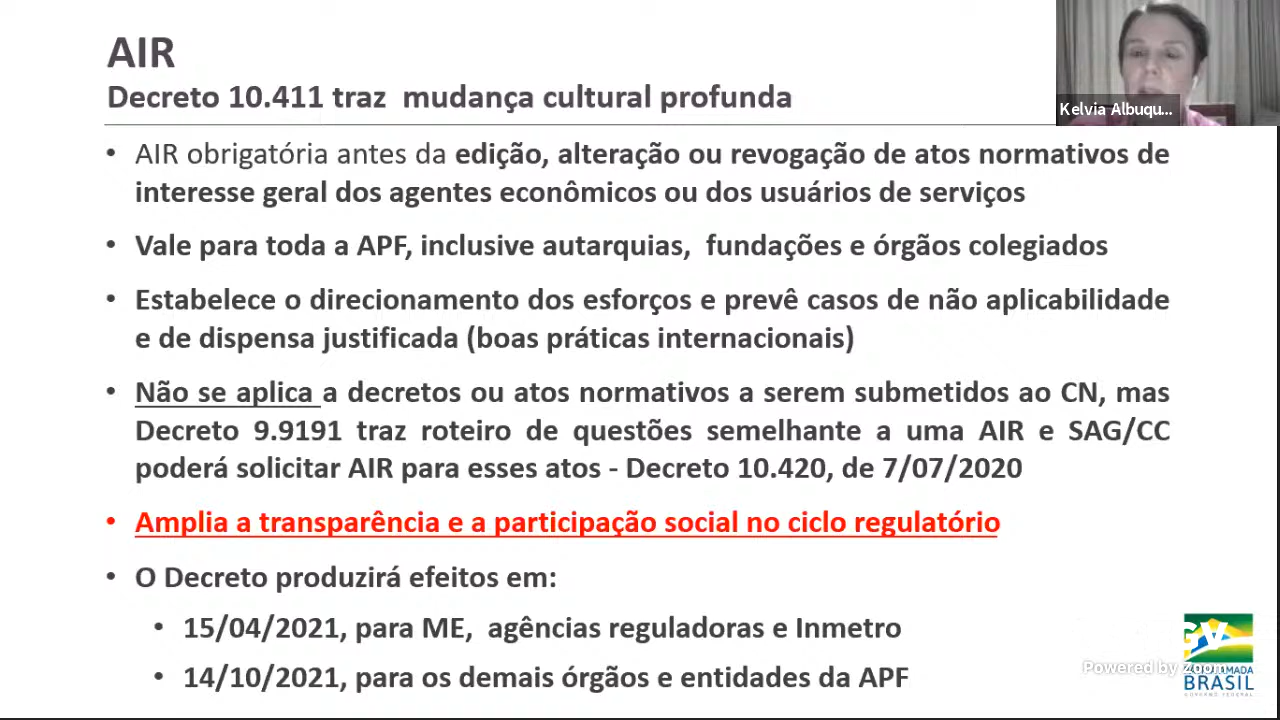 AIR
Decreto 10.411 traz mudança cultural profunda
Kelvia Albuqu...
• AIR obrigatória antes da edição, alteração ou revogação de atos normativos de
interesse geral dos agentes econômicos ou dos usuários de serviços
• Vale para toda a APF, inclusive autarquias, fundações e órgãos colegiados
• Estabelece o direcionamento dos esforços e prevê casos de não aplicabilidade
e de dispensa justificada (boas práticas internacionais)
• Não se aplica a decretos ou atos normativos a serem submetidos ao CN, mas
Decreto 9.9191 traz roteiro de questões semelhante a uma AIR e SAG/CC
poderá solicitar AIR para esses atos - Decreto 10.420, de 7/07/2020
• Amplia a transparência e a participação social no ciclo regulatório
• O Decreto produzirá efeitos em:
• 15/04/2021, para ME, agências reguladoras e Inmetro
• 14/10/2021, para os demais órgãos e entidades da APF
Powered by zoom
AMADA
BRASIL
GOVERNO FEDERAL